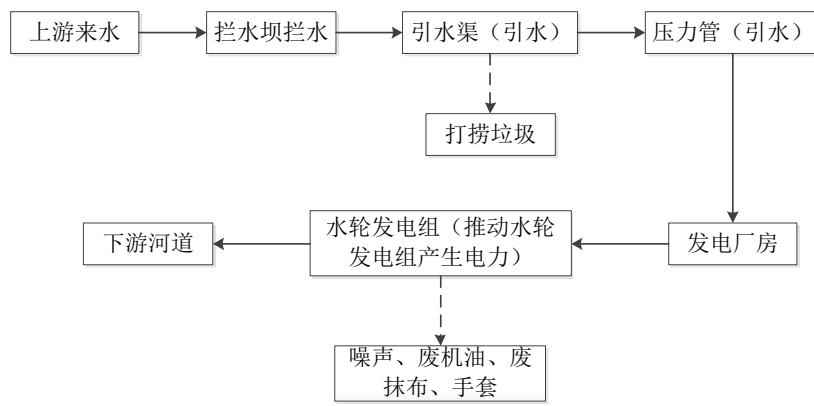 上游来水
拦水坝拦水
引水渠（引水）
压力管（引水）
打捞垃圾
下游河道
水轮发电组（推动水轮
发电组产生电力）
发电厂房
噪声、废机油、废
抹布、手套